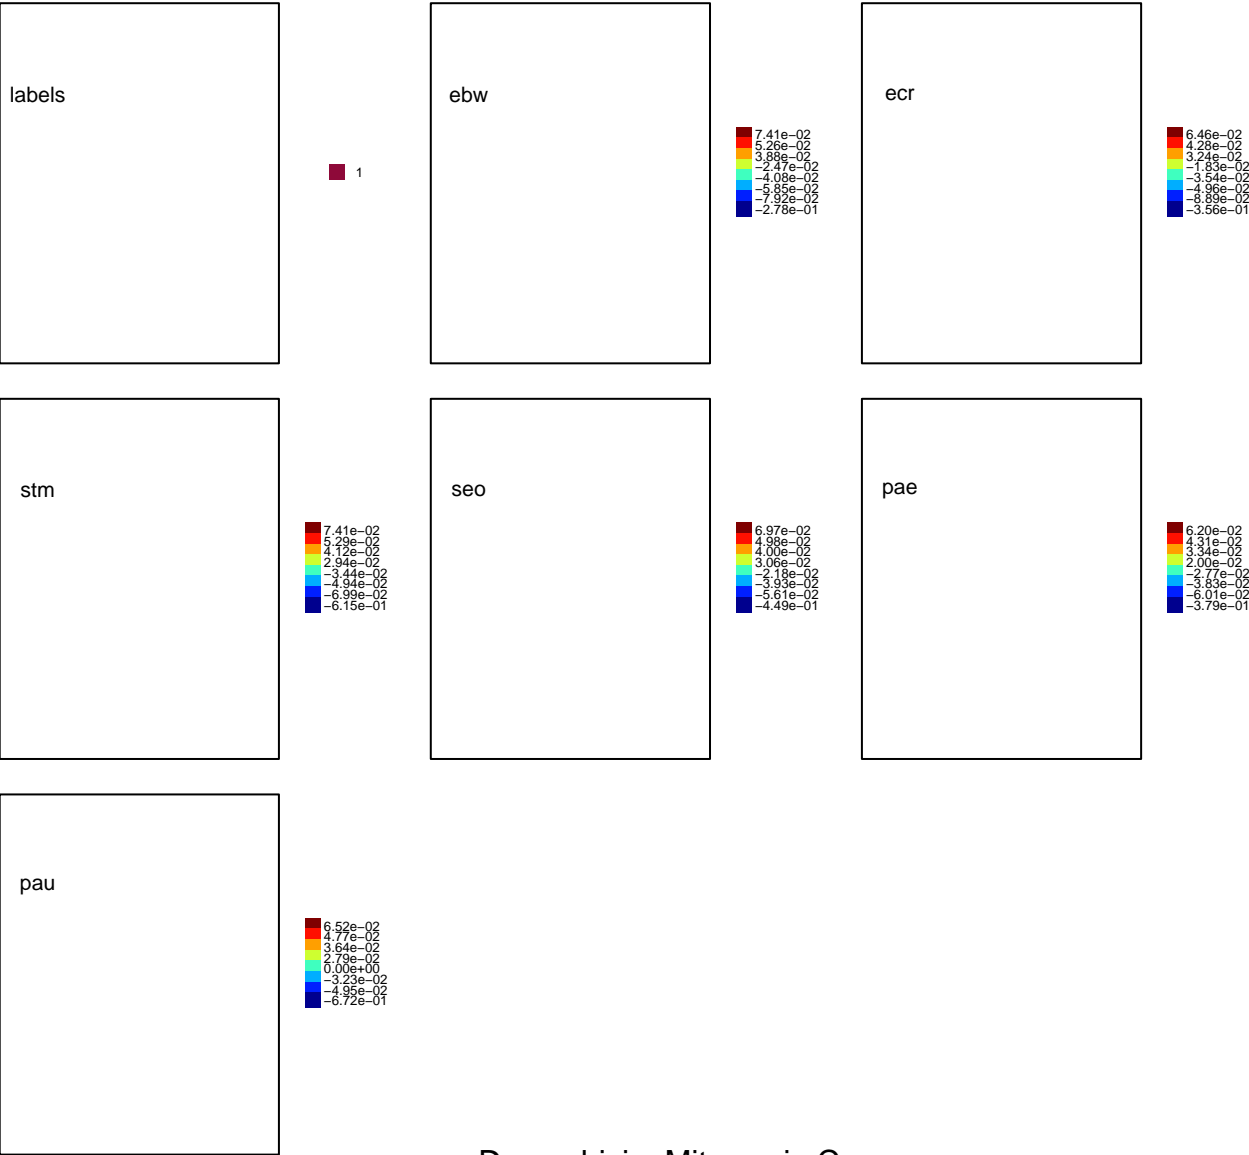 labels
1
ebw
7.41e−02
5.26e−02
3.88e−02
−2.47e−02
−4.08e−02
−5.85e−02
−7.92e−02
−2.78e−01
ecr
6.46e−02
4.28e−02
3.24e−02
−1.83e−02
−3.54e−02
−4.96e−02
−8.89e−02
−3.56e−01
stm
7.41e−02
5.29e−02
4.12e−02
2.94e−02
−3.44e−02
−4.94e−02
−6.99e−02
−6.15e−01
seo
6.97e−02
4.98e−02
4.00e−02
3.06e−02
−2.18e−02
−3.93e−02
−5.61e−02
−4.49e−01
pae
6.20e−02
4.31e−02
3.34e−02
2.00e−02
−2.77e−02
−3.83e−02
−6.01e−02
−3.79e−01
pau
6.52e−02
4.77e−02
3.64e−02
2.79e−02
0.00e+00
−3.23e−02
−4.95e−02
−6.72e−01